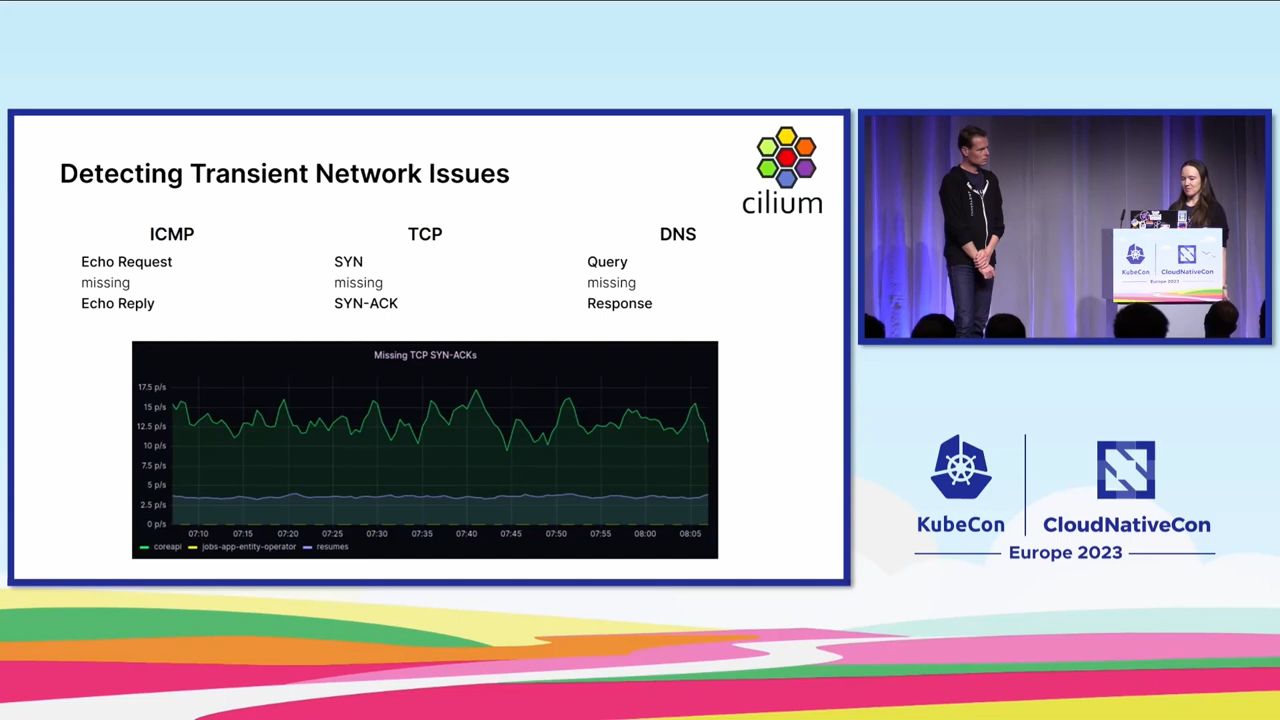 Detecting Transient Network Issues
cilium
ICMP
Echo Request
missing
Echo Reply
TCP
SYN
missing
SYN-ACK
DNS
Query
missing
Response
Missing TCP SYN-ACKs
17.5 p/s
15 p/s
12.5 p/s
10 p/s
7.5 p/s
5 p/s
2.5 p/s
0 p/s
07:10 07:15 07:20 07:25 07:30 07:35 07:40 07:45 07:50 07:55 08:00 08:05
coreapi jobs-app-entity-operator resumes
KubeCon CloudNativeCon
Europe 2023
KubeCon CloudNativeCon
Europe 2023